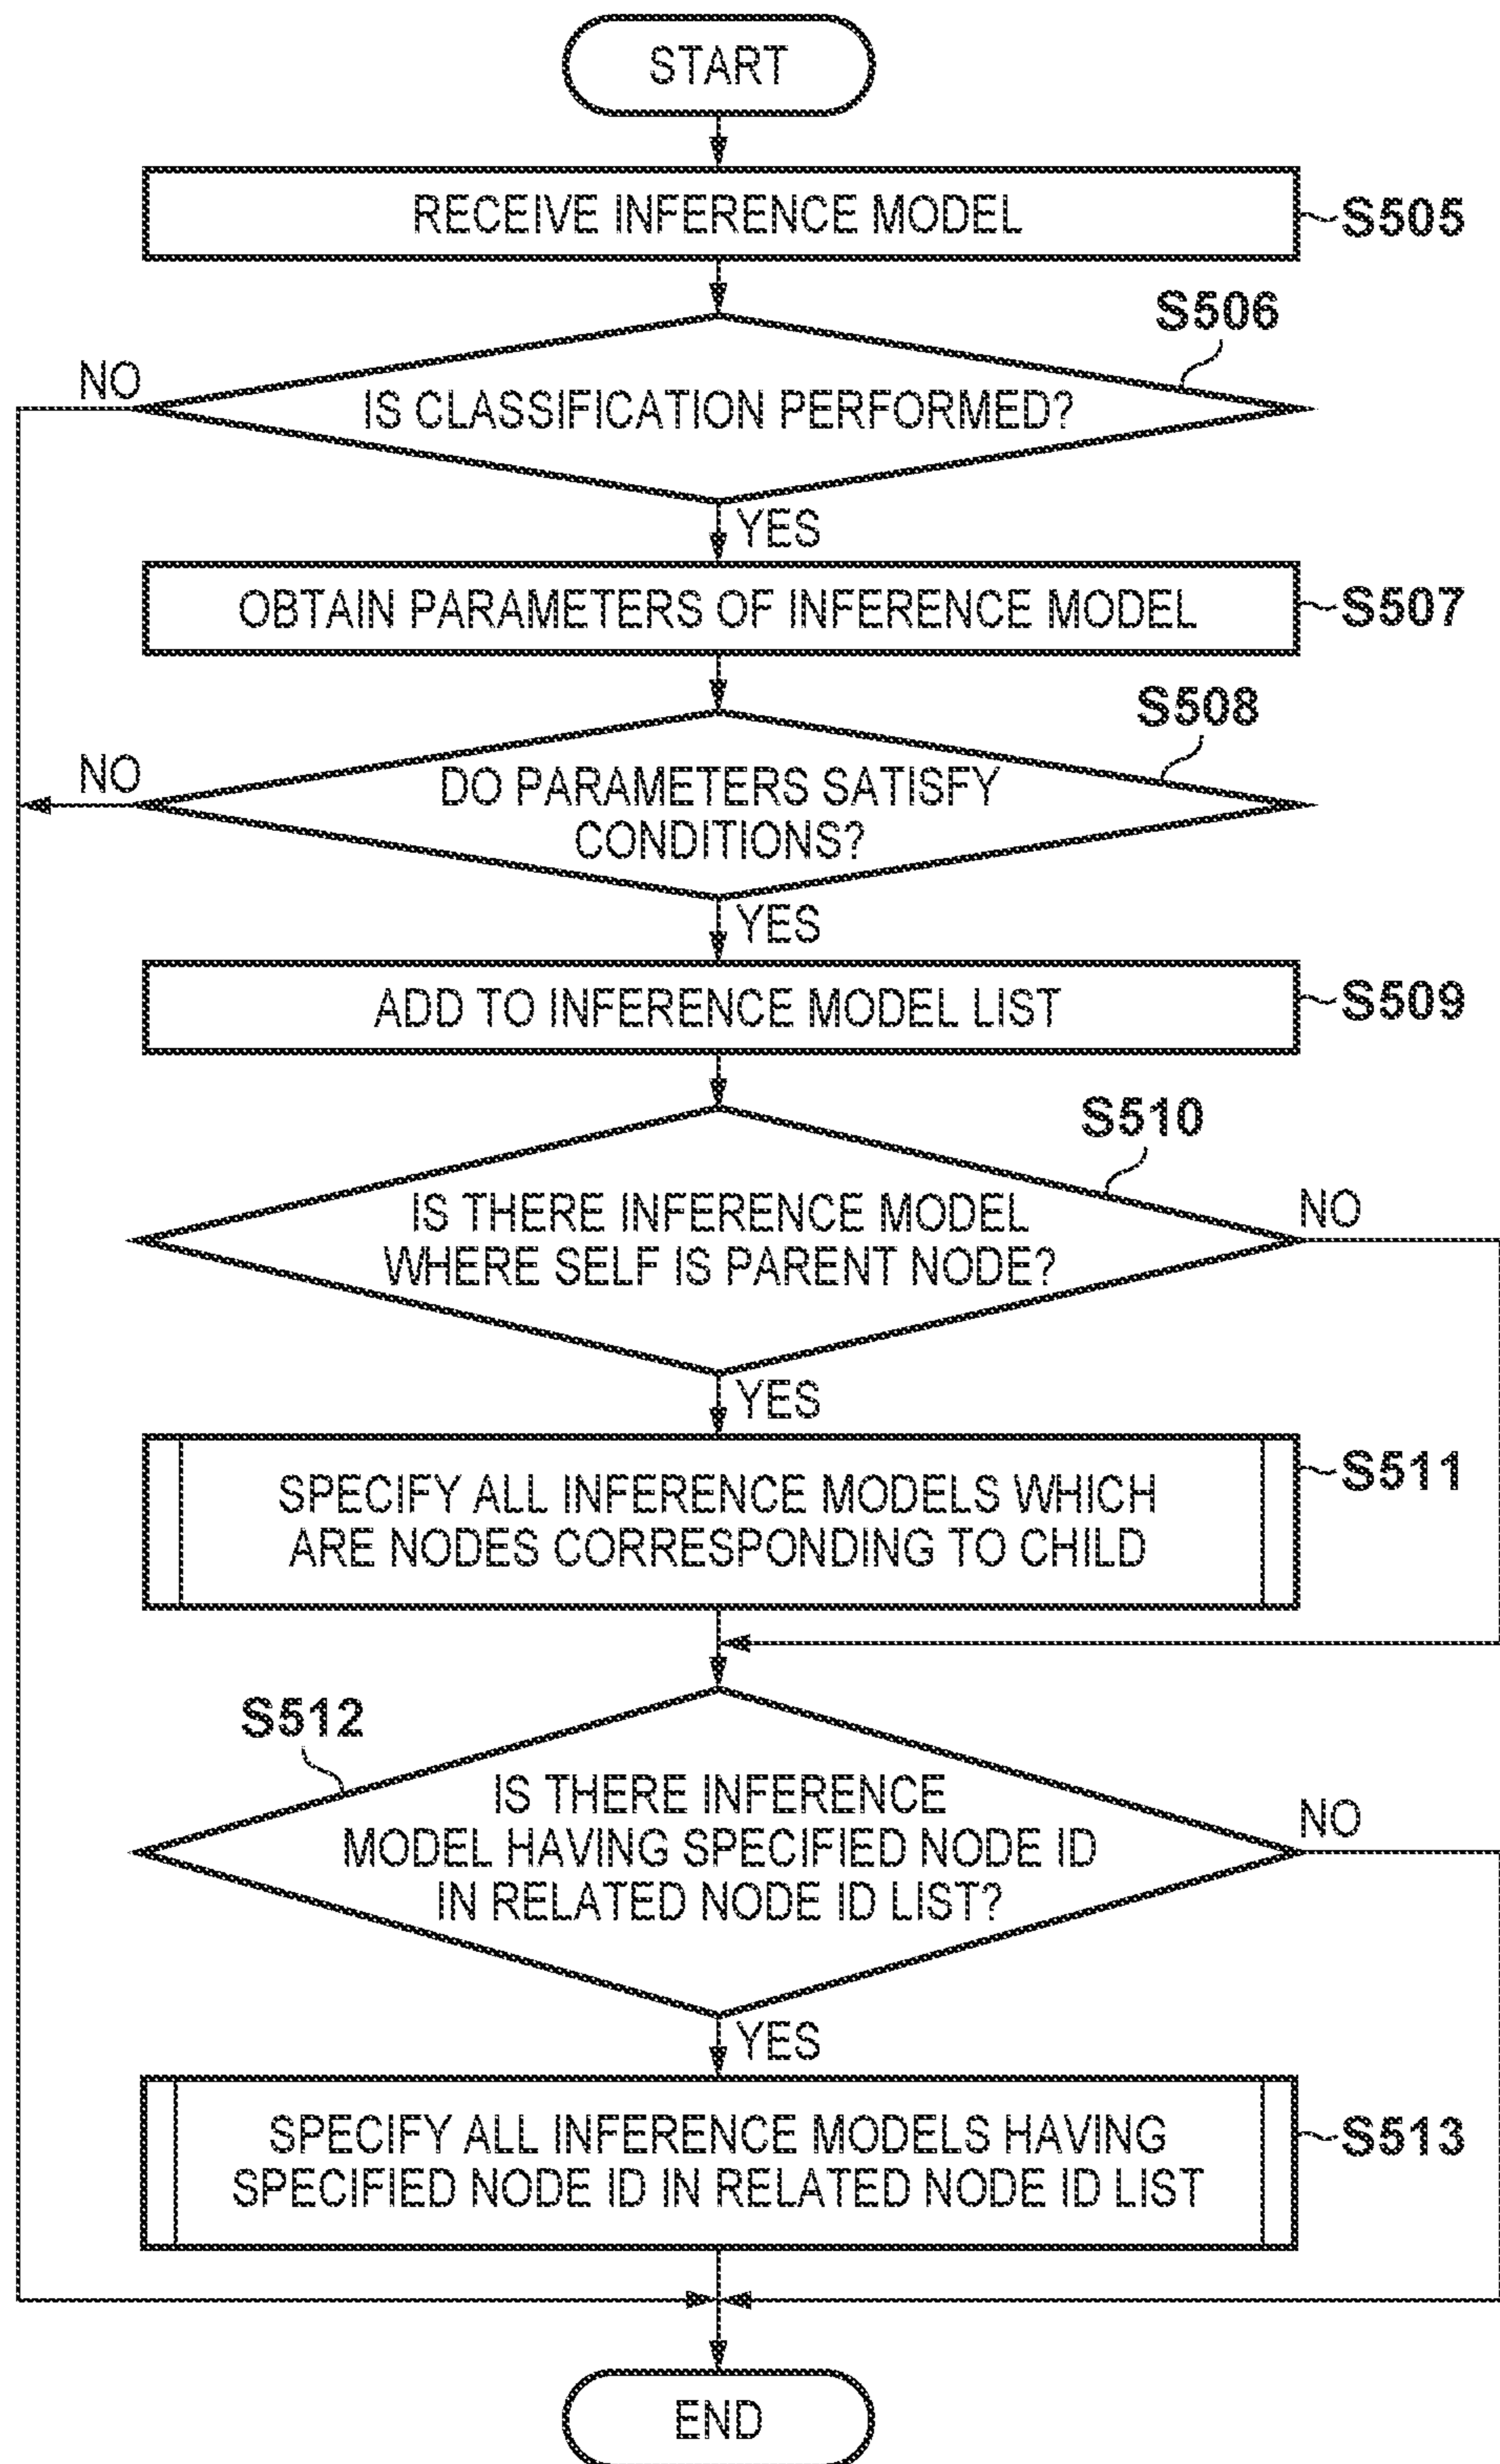 START
RECEIVE INFERENCE MODEL
S505
S506
NO
IS CLASSIFICATION PERFORMED?
YES
OBTAIN PARAMETERS OF INFERENCE MODEL
S507
S508
NO
DO PARAMETERS SATISFY
CONDITIONS?
YES
ADD TO INFERENCE MODEL LIST
S509
S510
IS THERE INFERENCE MODEL
WHERE SELF IS PARENT NODE?
NO
YES
SPECIFY ALL INFERENCE MODELS WHICH
ARE NODES CORRESPONDING TO CHILD
S511
S512
IS THERE INFERENCE
MODEL HAVING SPECIFIED NODE ID
IN RELATED NODE ID LIST?
NO
YES
SPECIFY ALL INFERENCE MODELS HAVING
SPECIFIED NODE ID IN RELATED NODE ID LIST
S513
END